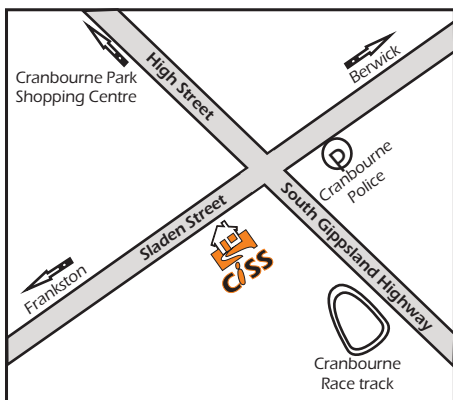 Cranbourne Park
Shopping Centre
High Street
Berwick
P
Cranbourne
Police
Sladen Street
South Gippsland Highway
Frankston
CISS
Cranbourne
Race track